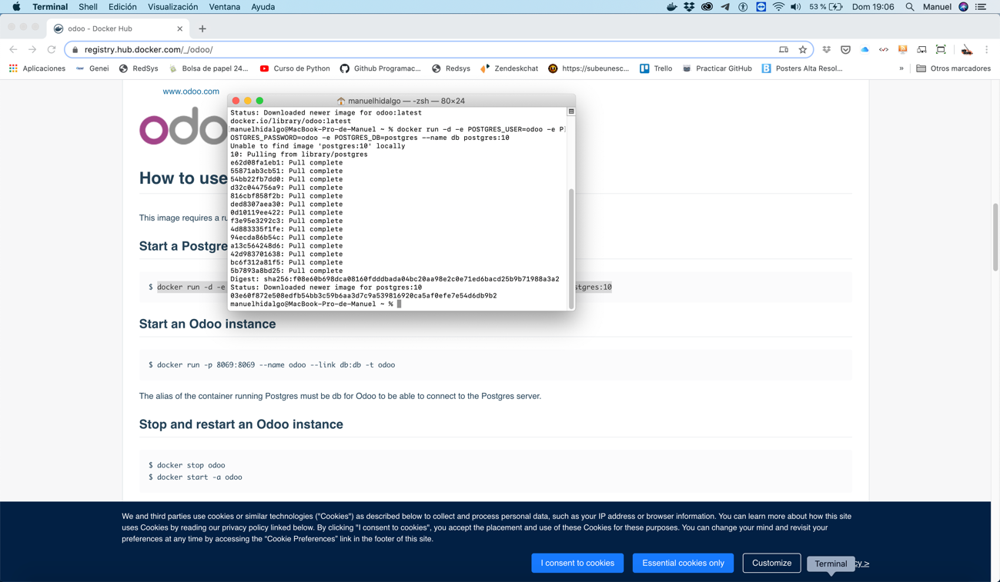 Terminal Shell Edición Visualización Ventana Ayuda 53 % Dom 19:06 Manuel
odoo - Docker Hub
registry.hub.docker.com/_/odoo/
Aplicaciones Genei RedSys Bolsa de papel 24... Curso de Python Github Programac... Redsys Zendeskchat https://subeunesc... Trello Practicar GitHub Posters Alta Resol... » Otros marcadores
www.odoo.com
odoo
manuelhidalgo — -zsh — 80×24
Status: Downloaded newer image for odoo:latest
docker.io/library/odoo:latest
manuelhidalgo@MacBook-Pro-de-Manuel ~ % docker run -d -e POSTGRES_USER=odoo -e P
OSTGRES_PASSWORD=odoo -e POSTGRES_DB=postgres --name db postgres:10
Unable to find image 'postgres:10' locally
10: Pulling from library/postgres
e62d08fa1eb1: Pull complete
55871ab3cb51: Pull complete
54bb22fb7dd0: Pull complete
d32c044756a9: Pull complete
816cbf858f2b: Pull complete
ded8307aea30: Pull complete
0d10119ee422: Pull complete
f3e95e3292c3: Pull complete
4d883335f1fe: Pull complete
94ecda86b54c: Pull complete
a13c564248d6: Pull complete
42d983701638: Pull complete
bc6f312a81f5: Pull complete
5b7893a8bd25: Pull complete
Digest: sha256:f08e60b698dca08160fdddbada04bc20aa98e2c0e71ed6bacd25b9b71988a3a2
Status: Downloaded newer image for postgres:10
03e60f872e508edfb54bb3c59b6aa3d7c9a539816920ca5af0efe7e54d6db9b2
manuelhidalgo@MacBook-Pro-de-Manuel ~ %
How to use
This image requires a ru
Start a Postgre
$ docker run -d -e stgres:10
Start an Odoo instance
$ docker run -p 8069:8069 --name odoo --link db:db -t odoo
The alias of the container running Postgres must be db for Odoo to be able to connect to the Postgres server.
Stop and restart an Odoo instance
$ docker stop odoo
$ docker start -a odoo
We and third parties use cookies or similar technologies ("Cookies") as described below to collect and process personal data, such as your IP address or browser information. You can learn more about how this site
uses Cookies by reading our privacy policy linked below. By clicking "I consent to cookies", you accept the placement and use of these Cookies for these purposes. You can change your mind and revisit your
preferences at any time by accessing the “Cookie Preferences” link in the footer of this site.
I consent to cookies Essential cookies only Customize Terminal cy >